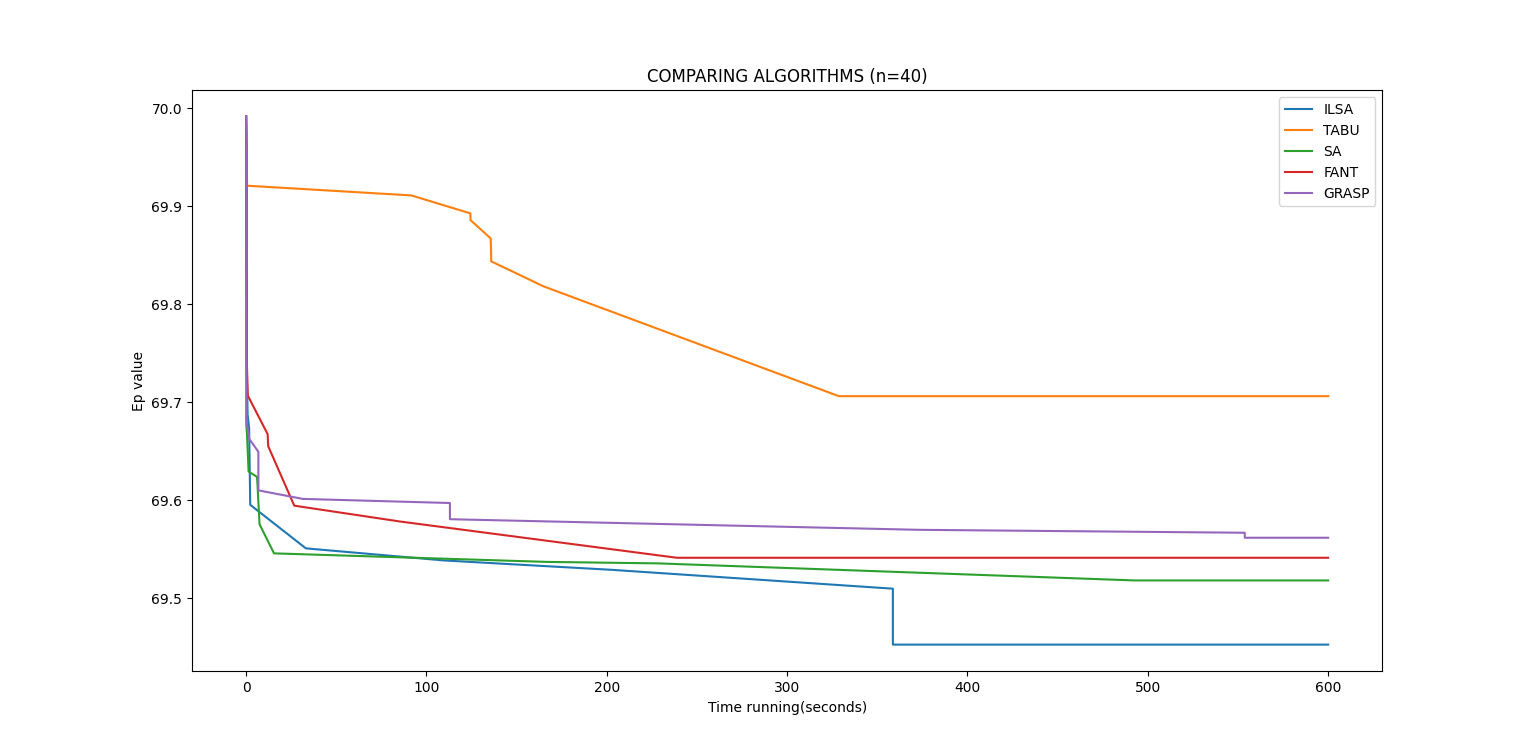 COMPARING ALGORITHMS (n=40)
ILSA
TABU
SA
FANT
GRASP
Ep value
70.0
69.9
69.8
69.7
69.6
69.5
0 100 200 300 400 500 600
Time running(seconds)